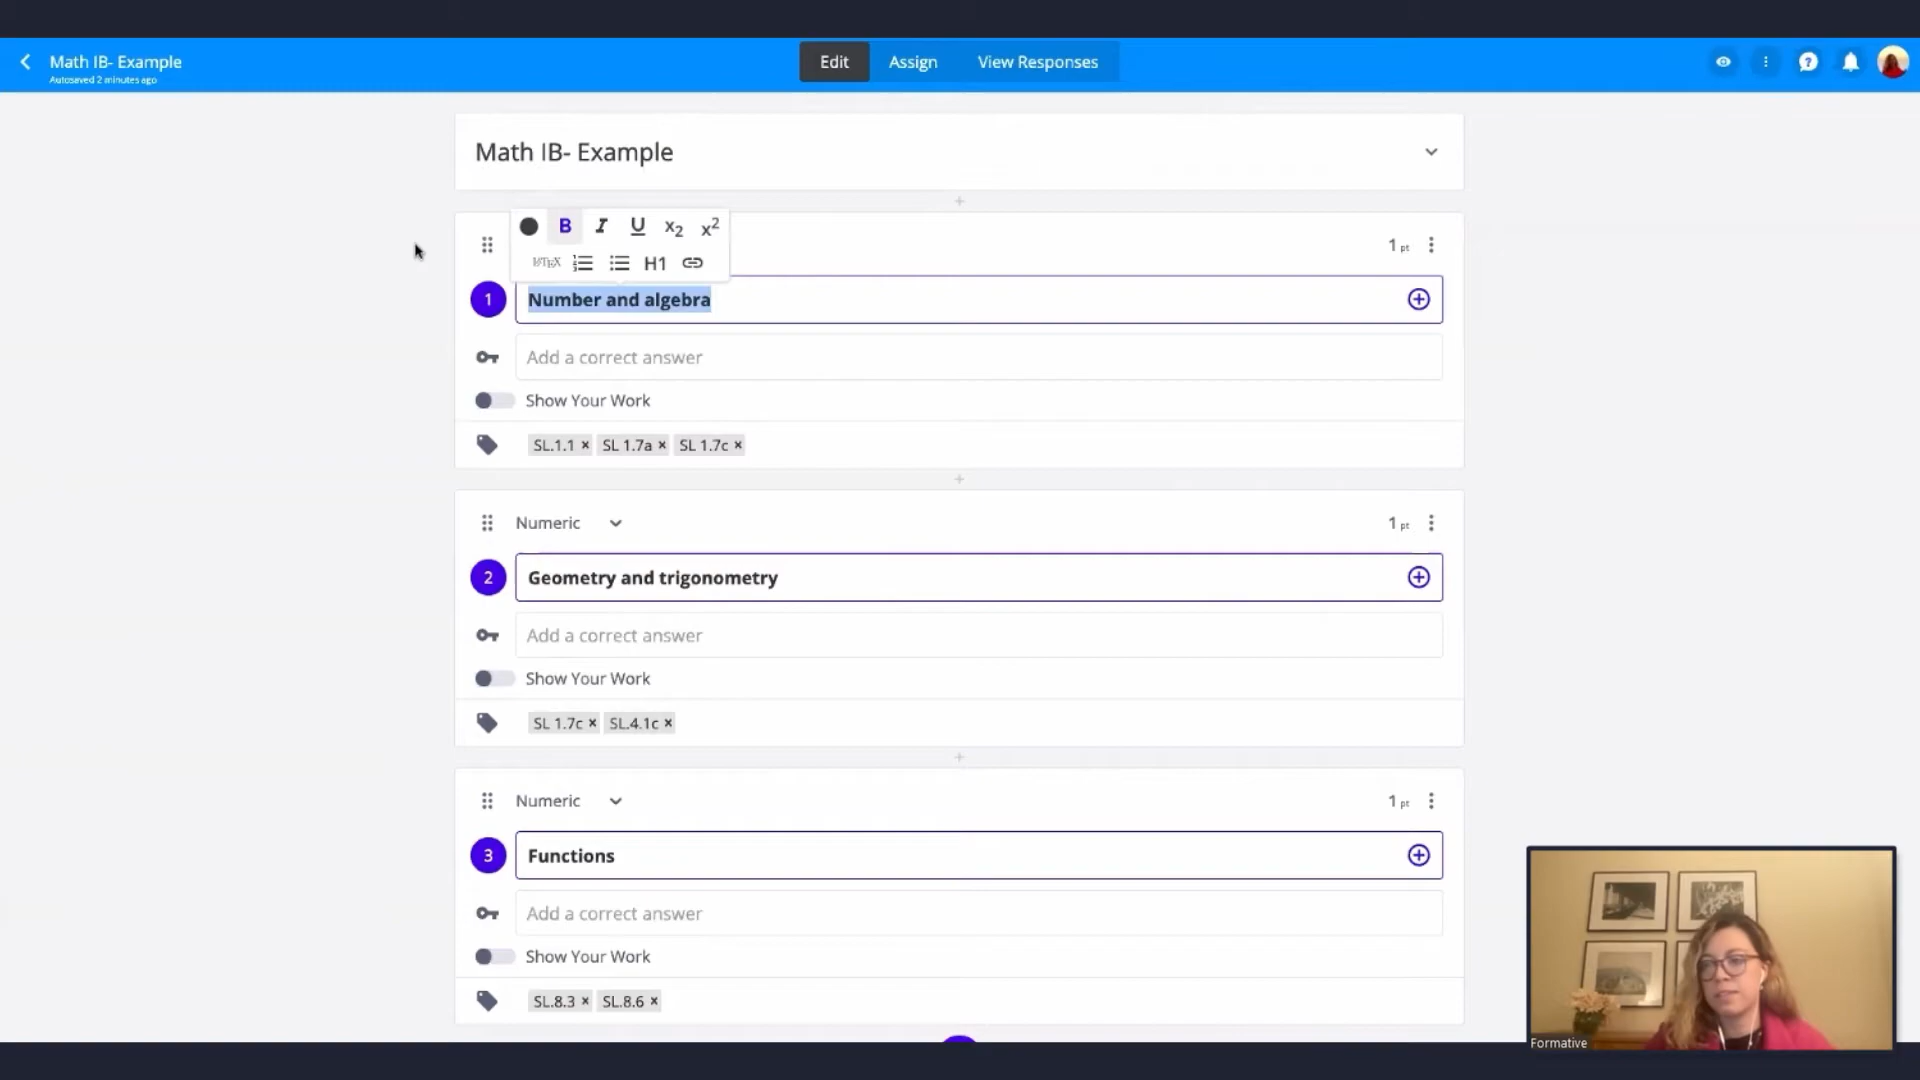 Math IB- Example
Autosaved 2 minutes ago
Edit
Assign
View Responses
?
Math IB- Example
B I U x₂ x²
LATEX H1
1 pt
1
Number and algebra
Add a correct answer
Show Your Work
SL.1.1 × SL 1.7a × SL 1.7c ×
Numeric
1 pt
2
Geometry and trigonometry
Add a correct answer
Show Your Work
SL 1.7c × SL.4.1c ×
Numeric
1 pt
3
Functions
Add a correct answer
Show Your Work
SL.8.3 × SL.8.6 ×
Formative